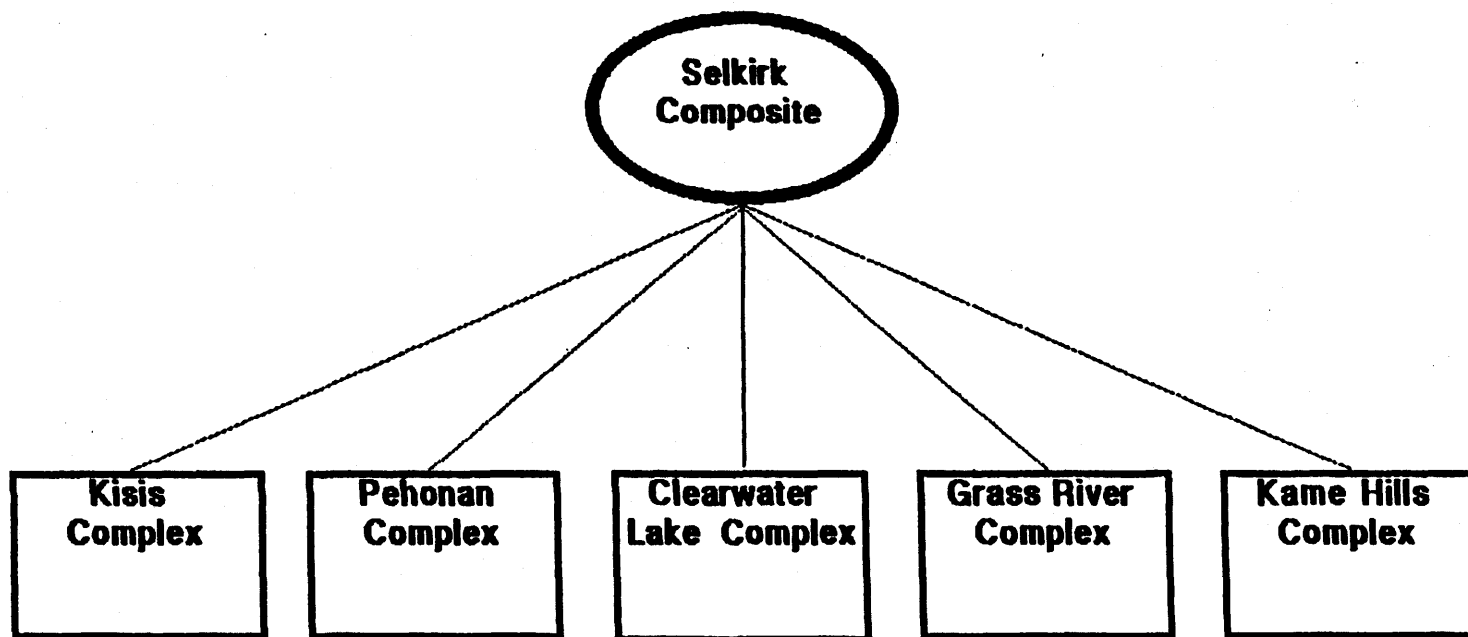 Selkirk
Composite
Kisis
Complex
Pehonan
Complex
Clearwater
Lake Complex
Grass River
Complex
Kame Hills
Complex